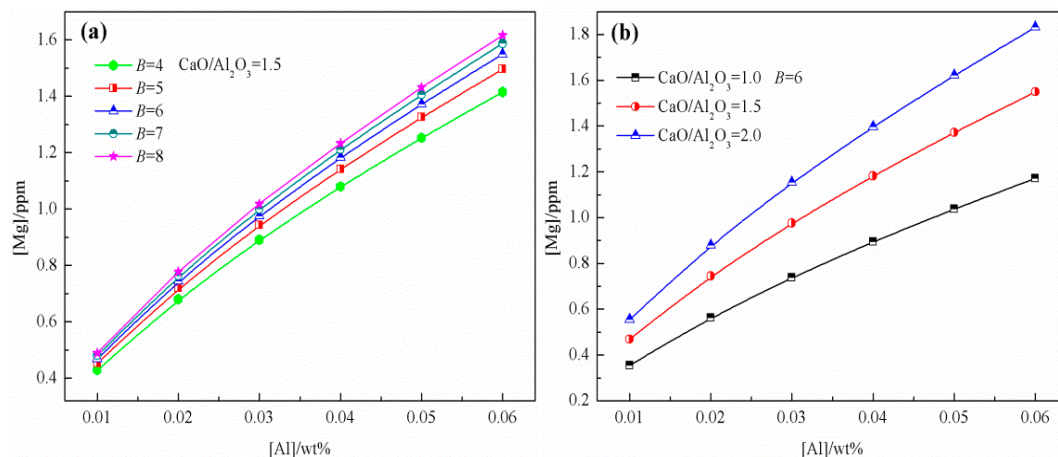 (a)
B=4 CaO/Al₂O₃=1.5
B=5
B=6
B=7
B=8
1.6
1.4
1.2
1.0
0.8
0.6
0.4
[Mg]/ppm
0.01 0.02 0.03 0.04 0.05 0.06
[Al]/wt%
(b)
CaO/Al₂O₃=1.0 B=6
CaO/Al₂O₃=1.5
CaO/Al₂O₃=2.0
1.8
1.6
1.4
1.2
1.0
0.8
0.6
0.4
0.2
[Mg]/ppm
0.01 0.02 0.03 0.04 0.05 0.06
[Al]/wt%